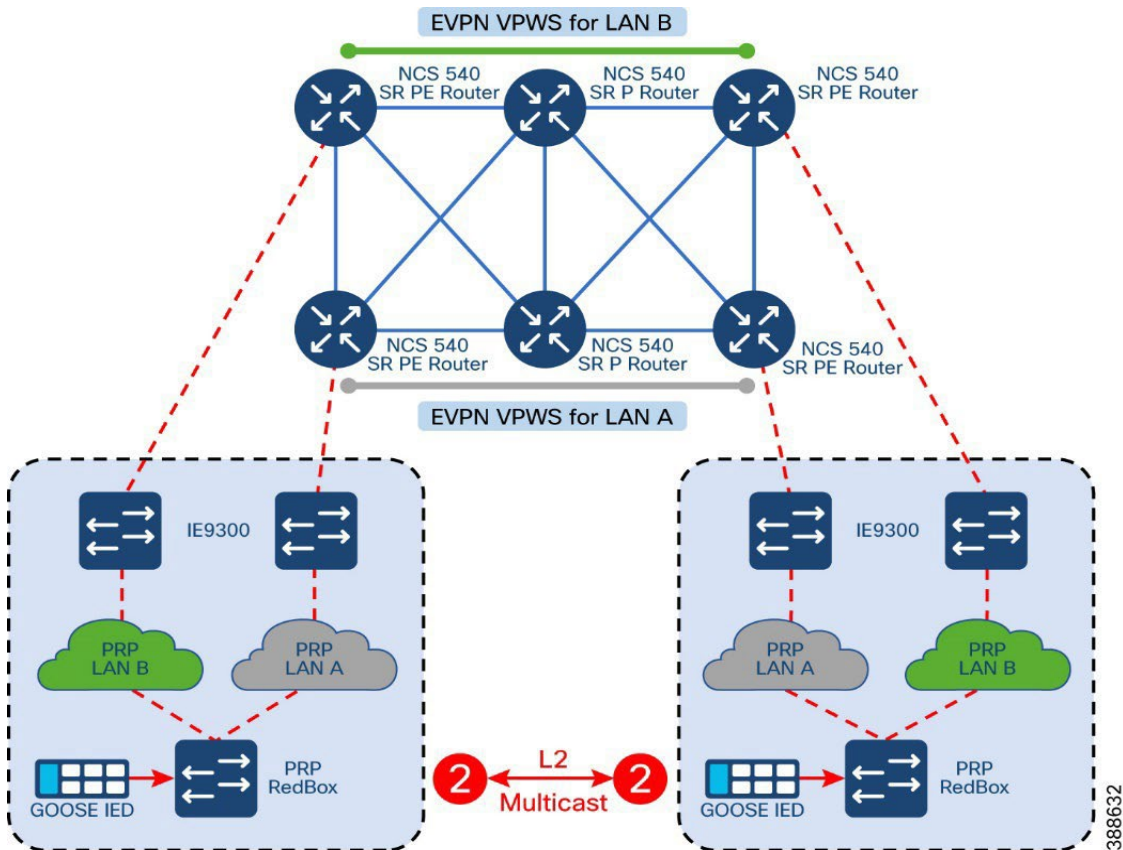 EVPN VPWS for LAN B
NCS 540
SR PE Router
NCS 540
SR P Router
NCS 540
SR PE Router
NCS 540
SR PE Router
NCS 540
SR P Router
NCS 540
SR PE Router
EVPN VPWS for LAN A
IE9300
PRP
LAN B
PRP
LAN A
GOOSE IED
PRP
RedBox
2
L2
Multicast
2
IE9300
PRP
LAN A
PRP
LAN B
GOOSE IED
PRP
RedBox
388632